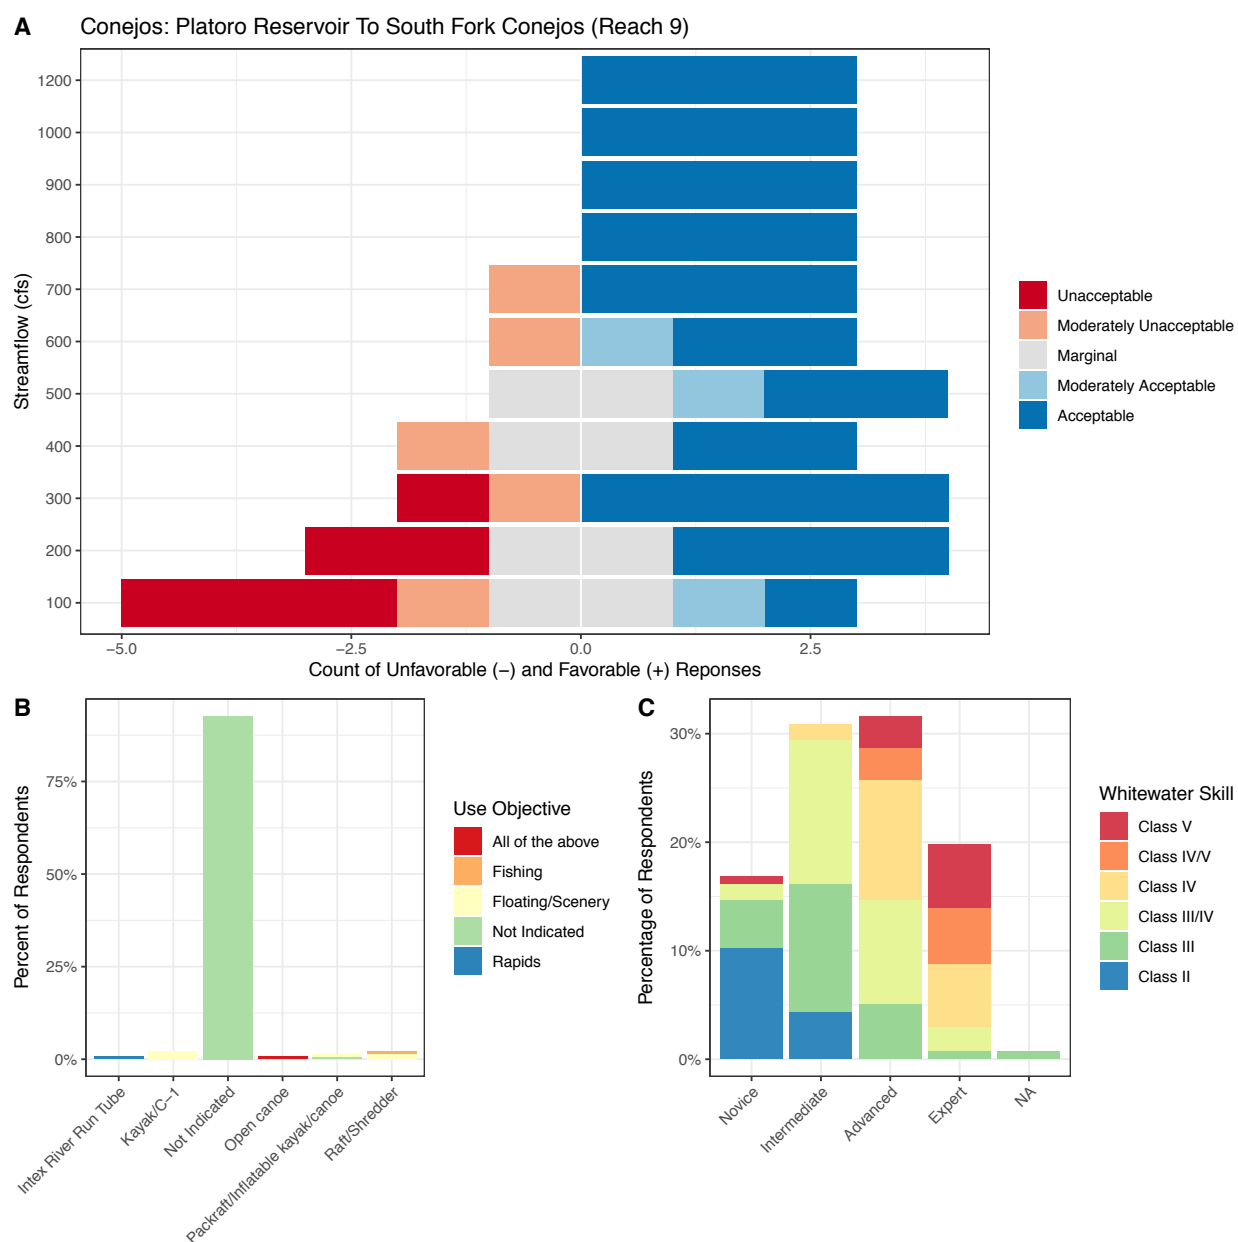 A
Conejos: Platoro Reservoir To South Fork Conejos (Reach 9)
Streamflow (cfs)
1200
1000
900
800
700
600
500
400
300
200
100
−5.0
−2.5
0.0
2.5
Count of Unfavorable (−) and Favorable (+) Reponses
Unacceptable
Moderately Unacceptable
Marginal
Moderately Acceptable
Acceptable
B
Percent of Respondents
75%
50%
25%
0%
Intex River Run Tube
Kayak/C−1
Not Indicated
Open canoe
Packraft/Inflatable kayak/canoe
Raft/Shredder
Use Objective
All of the above
Fishing
Floating/Scenery
Not Indicated
Rapids
C
Percentage of Respondents
30%
20%
10%
0%
Novice
Intermediate
Advanced
Expert
NA
Whitewater Skill
Class V
Class IV/V
Class IV
Class III/IV
Class III
Class II